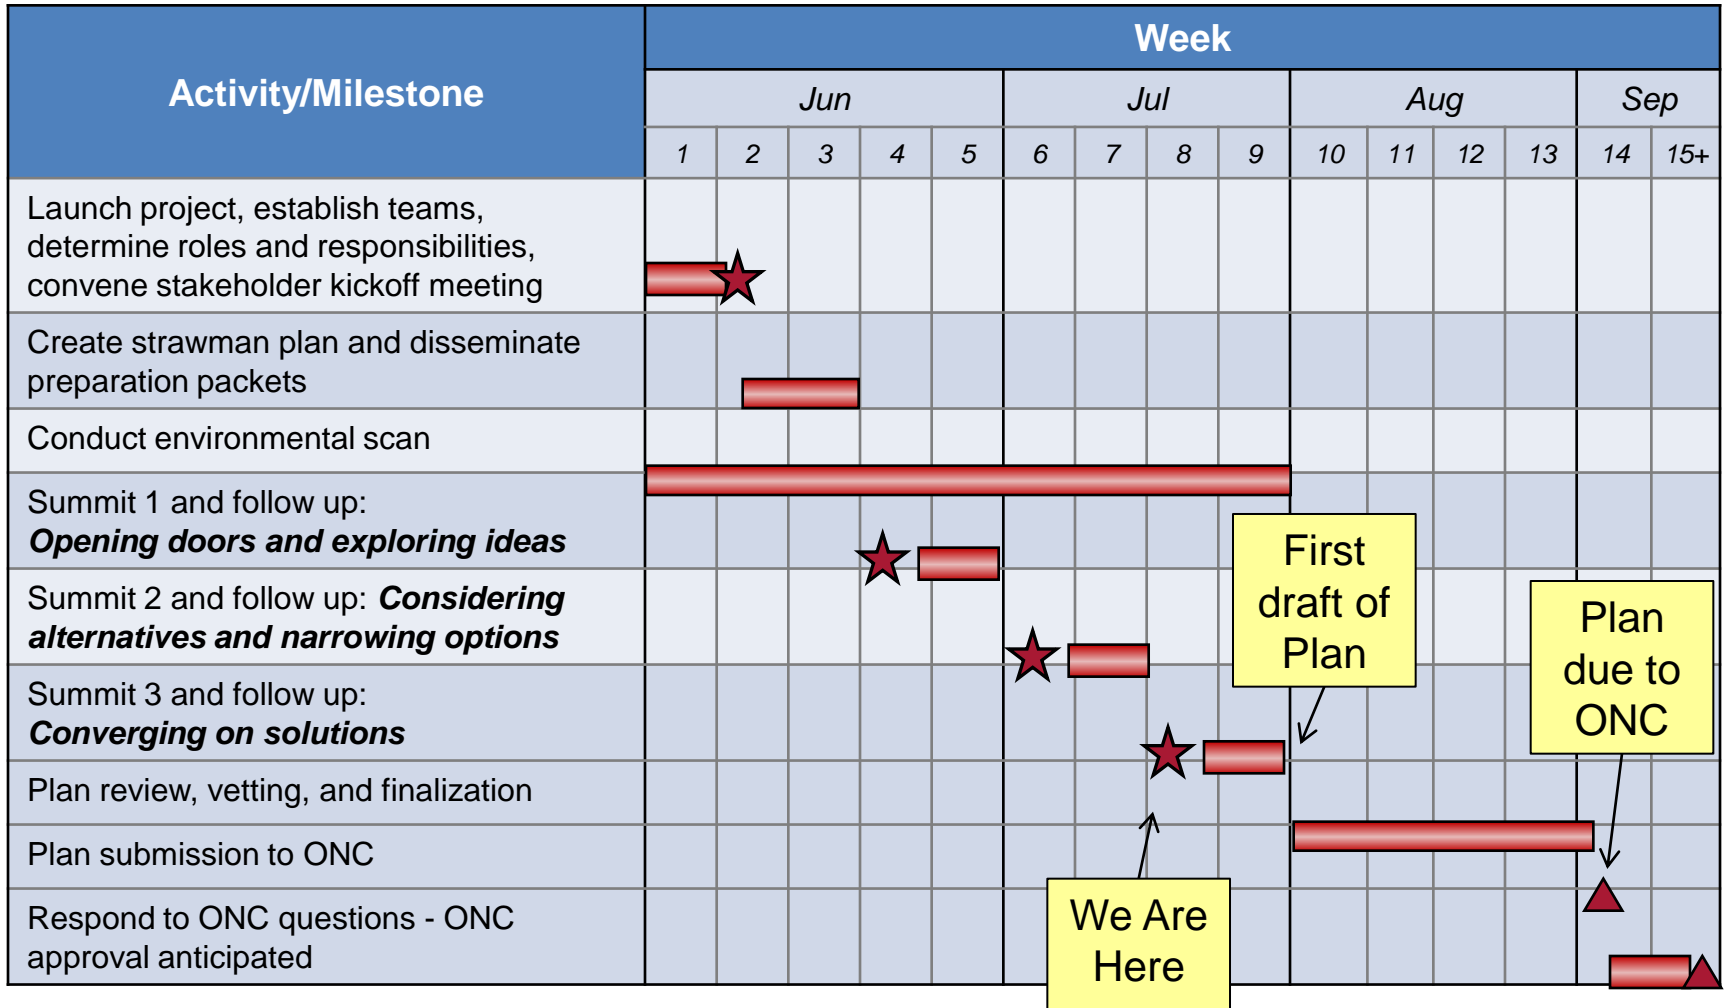 Activity/Milestone
Week
Jun
Jul
Aug
Sep
1
2
3
4
5
6
7
8
9
10
11
12
13
14
15+
Launch project, establish teams,
determine roles and responsibilities,
convene stakeholder kickoff meeting
Create strawman plan and disseminate
preparation packets
Conduct environmental scan
Summit 1 and follow up:
Opening doors and exploring ideas
Summit 2 and follow up: Considering
alternatives and narrowing options
Summit 3 and follow up:
Converging on solutions
Plan review, vetting, and finalization
Plan submission to ONC
Respond to ONC questions - ONC
approval anticipated
First
draft of
Plan
Plan
due to
ONC
We Are
Here